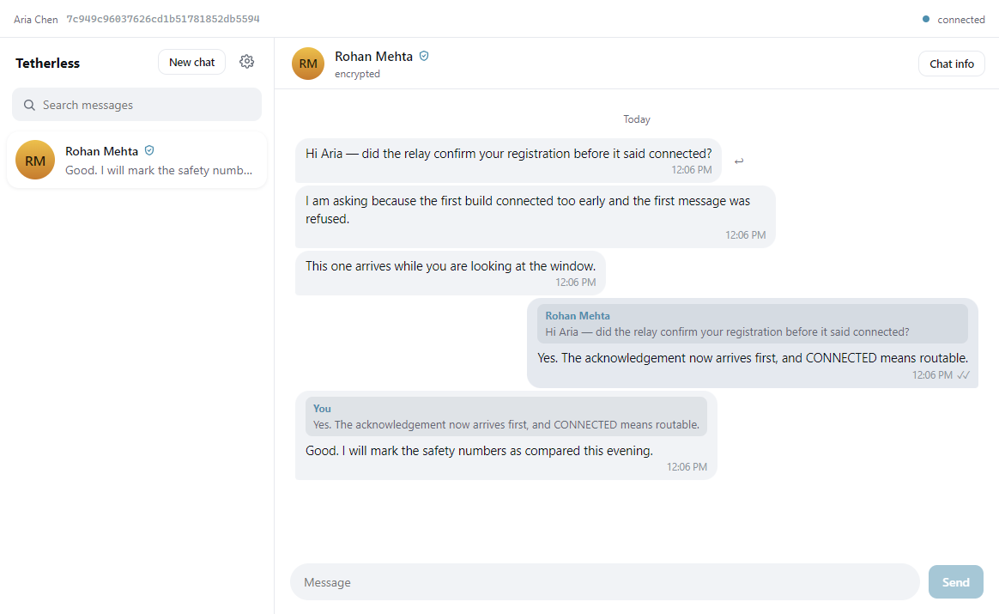 Aria Chen 7c949c96037626cd1b51781852db5594
connected
Tetherless
New chat
Search messages
RM
Rohan Mehta
Good. I will mark the safety numb...
RM
Rohan Mehta
encrypted
Chat info
Today
Hi Aria — did the relay confirm your registration before it said connected?
12:06 PM
I am asking because the first build connected too early and the first message was
refused.
12:06 PM
This one arrives while you are looking at the window.
12:06 PM
Rohan Mehta
Hi Aria — did the relay confirm your registration before it said connected?
Yes. The acknowledgement now arrives first, and CONNECTED means routable.
12:06 PM
You
Yes. The acknowledgement now arrives first, and CONNECTED means routable.
Good. I will mark the safety numbers as compared this evening.
12:06 PM
Message
Send